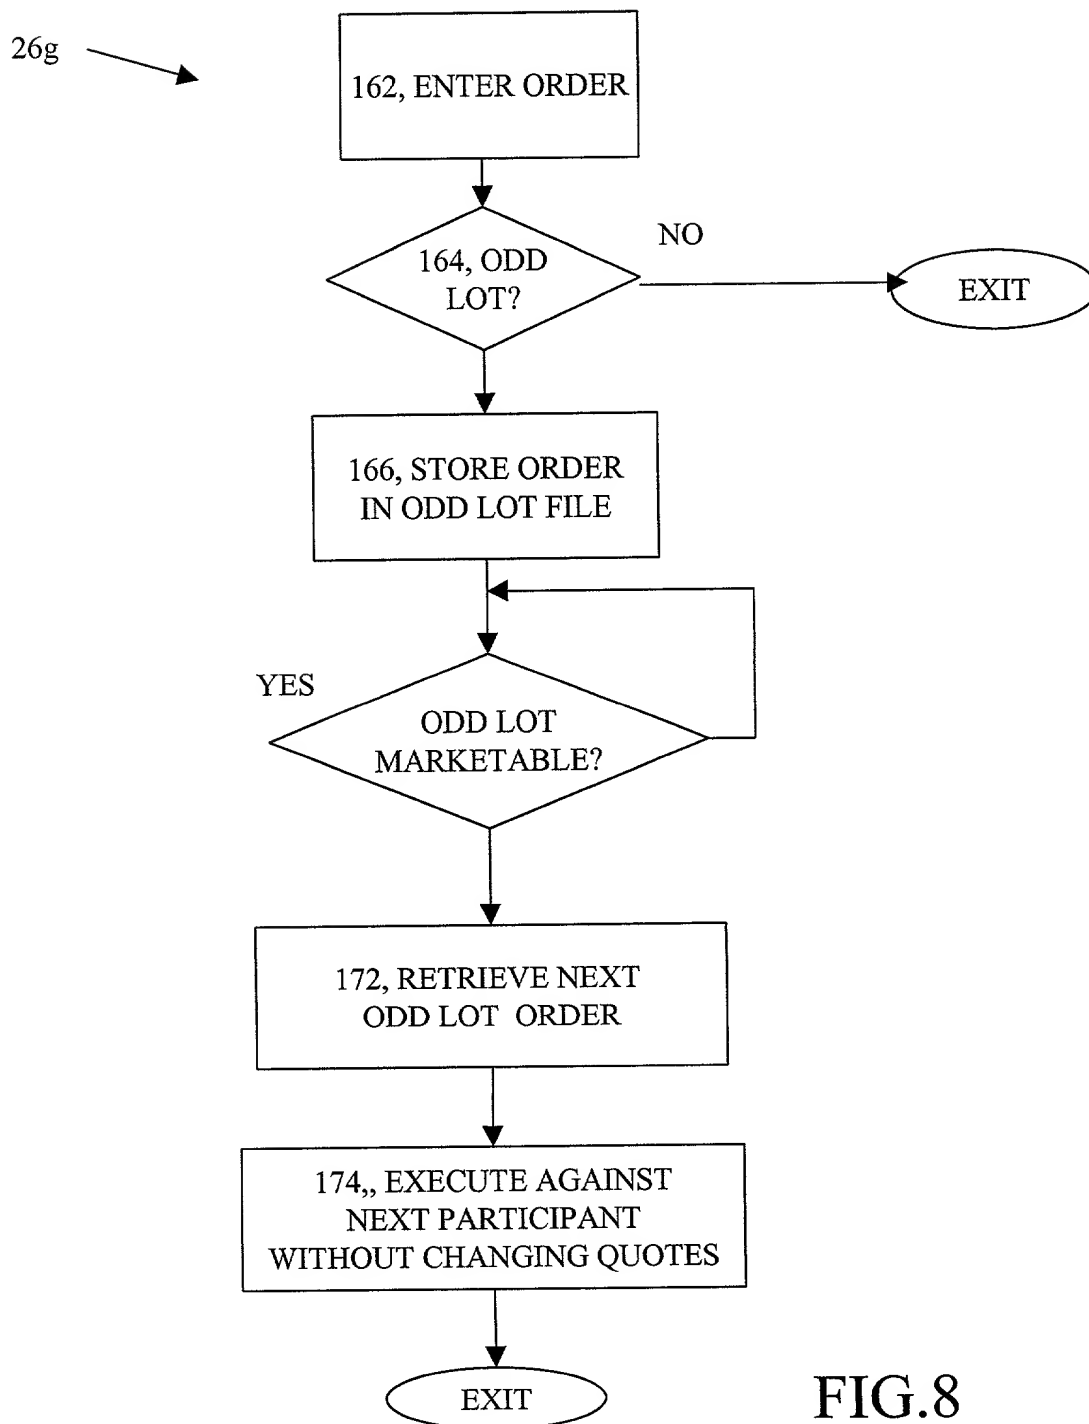 26g
162, ENTER ORDER
164, ODD
LOT?
NO
EXIT
166, STORE ORDER
IN ODD LOT FILE
YES
ODD LOT
MARKETABLE?
172, RETRIEVE NEXT
ODD LOT ORDER
174,, EXECUTE AGAINST
NEXT PARTICIPANT
WITHOUT CHANGING QUOTES
EXIT
FIG.8